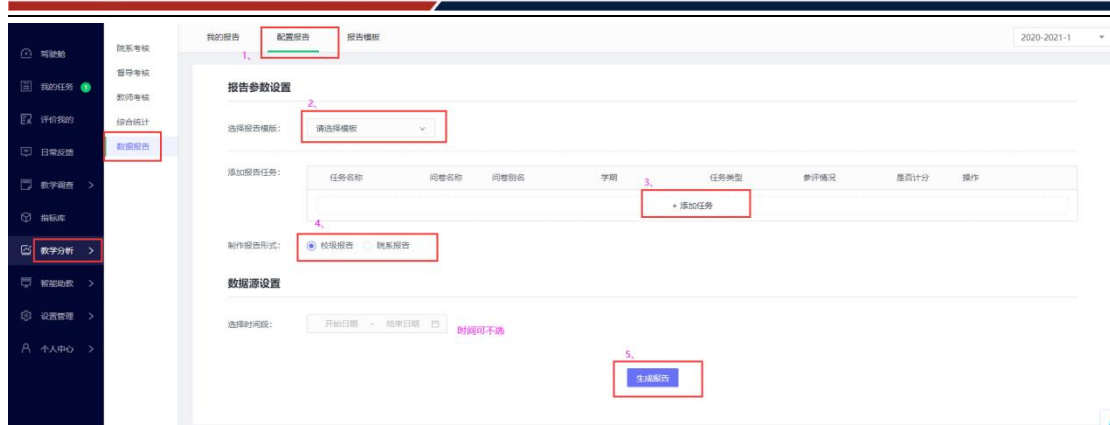 我的报告 配置报告 报告模板
2020-2021-1
1、
驾驶舱
我的任务 1
评价我的
日常反馈
教学调查 >
指标库
教学分析 >
智能助教 >
设置管理 >
个人中心 >
院系考核
督导考核
教师考核
综合统计
数据报告
报告参数设置
2、
选择报告模版: 请选择模板
添加报告任务:
任务名称 问卷名称 问卷别名 学期 任务类型 参评情况 是否计分 操作
3、
+ 添加任务
4、
制作报告形式: 校级报告 院系报告
数据源设置
选择时间段: 开始日期 - 结束日期 时间可不选
5、
生成报告